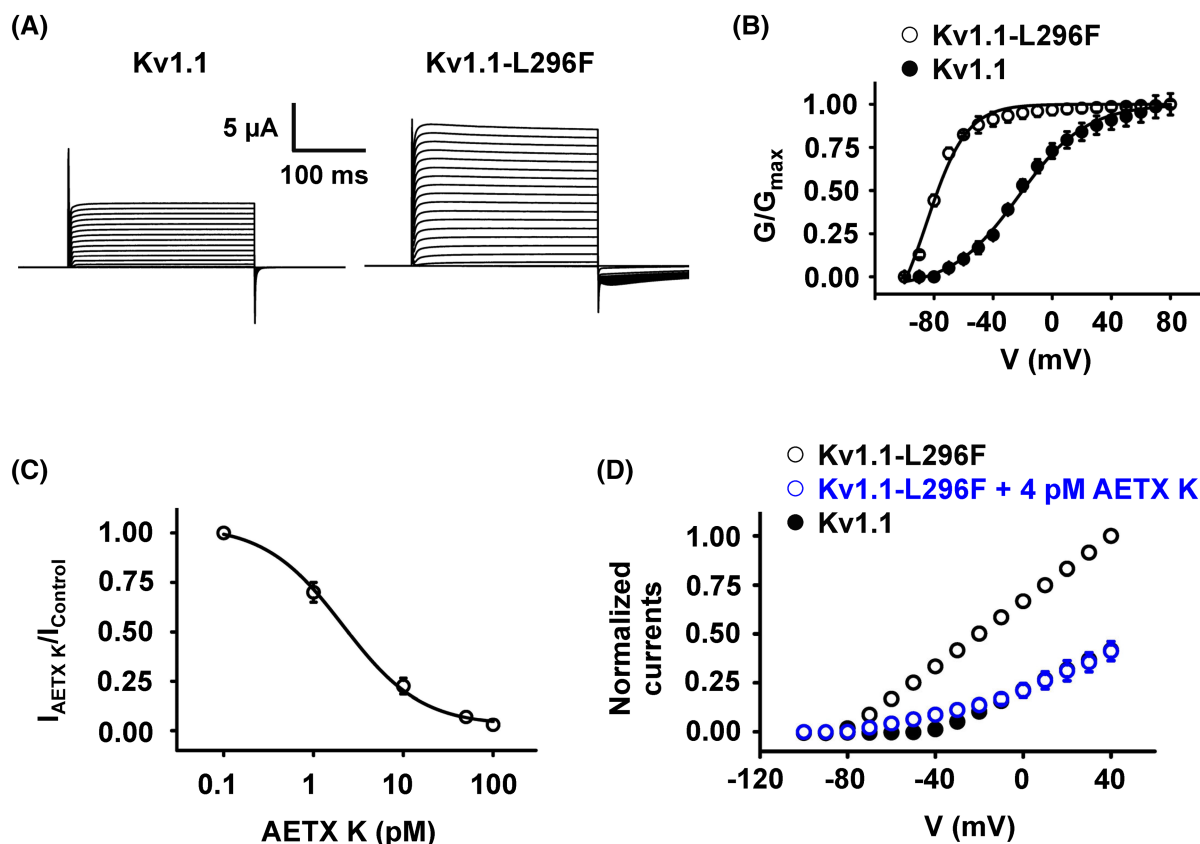 (A)
Kv1.1
Kv1.1-L296F
5 µA
100 ms
(B)
Kv1.1-L296F
Kv1.1
1.00
0.75
0.50
0.25
0.00
G/Gmax
-80 -40 0 40 80
V (mV)
(C)
1.00
0.75
0.50
0.25
0.00
IAETX K/IControl
0.1 1 10 100
AETX K (pM)
(D)
Kv1.1-L296F
Kv1.1-L296F + 4 pM AETX K
Kv1.1
1.00
0.75
0.50
0.25
0.00
Normalized
currents
-120 -80 -40 0 40
V (mV)